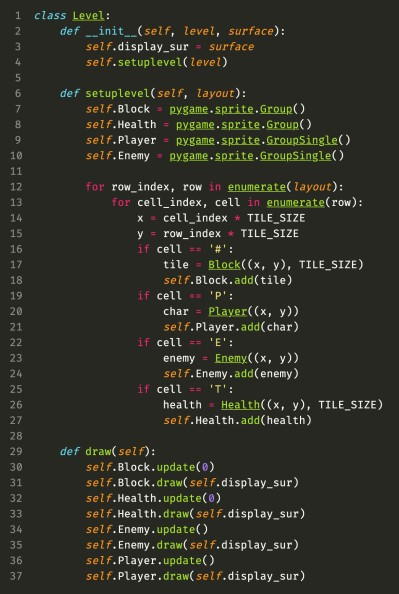 1 class Level:
2     def __init__(self, level, surface):
3         self.display_sur = surface
4         self.setuplevel(level)
5
6     def setuplevel(self, layout):
7         self.Block = pygame.sprite.Group()
8         self.Health = pygame.sprite.Group()
9         self.Player = pygame.sprite.GroupSingle()
10         self.Enemy = pygame.sprite.GroupSingle()
11
12         for row_index, row in enumerate(layout):
13             for cell_index, cell in enumerate(row):
14                 x = cell_index * TILE_SIZE
15                 y = row_index * TILE_SIZE
16                 if cell == '#':
17                     tile = Block((x, y), TILE_SIZE)
18                     self.Block.add(tile)
19                 if cell == 'P':
20                     char = Player((x, y))
21                     self.Player.add(char)
22                 if cell == 'E':
23                     enemy = Enemy((x, y))
24                     self.Enemy.add(enemy)
25                 if cell == 'T':
26                     health = Health((x, y), TILE_SIZE)
27                     self.Health.add(health)
28
29     def draw(self):
30         self.Block.update(0)
31         self.Block.draw(self.display_sur)
32         self.Health.update(0)
33         self.Health.draw(self.display_sur)
34         self.Enemy.update()
35         self.Enemy.draw(self.display_sur)
36         self.Player.update()
37         self.Player.draw(self.display_sur)